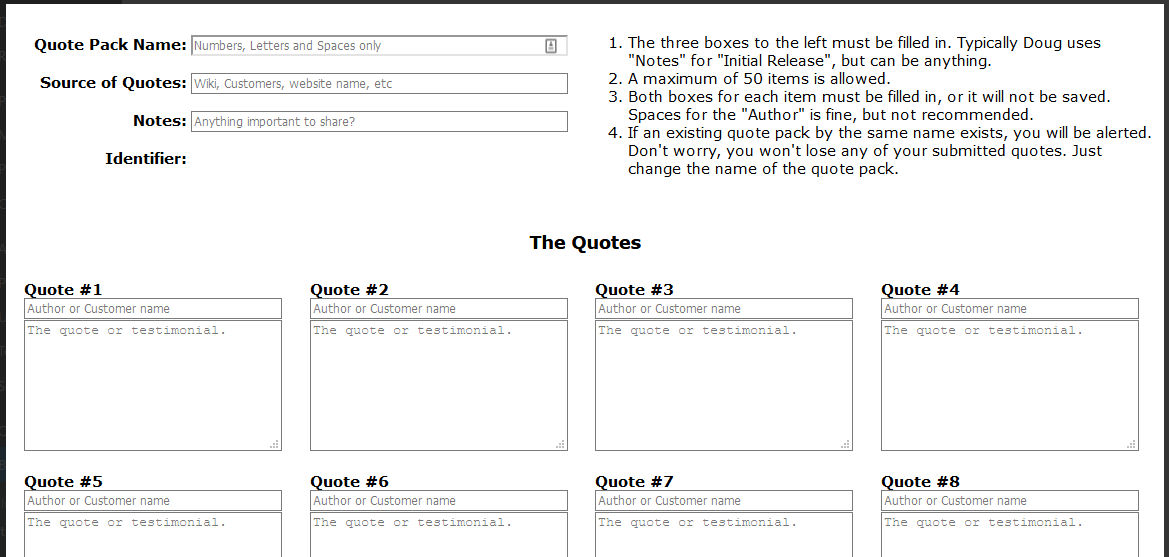 Quote Pack Name: Numbers, Letters and Spaces only
Source of Quotes: Wiki, Customers, website name, etc
Notes: Anything important to share?
Identifier:
1. The three boxes to the left must be filled in. Typically Doug uses
"Notes" for "Initial Release", but can be anything.
2. A maximum of 50 items is allowed.
3. Both boxes for each item must be filled in, or it will not be saved.
Spaces for the "Author" is fine, but not recommended.
4. If an existing quote pack by the same name exists, you will be alerted.
Don't worry, you won't lose any of your submitted quotes. Just
change the name of the quote pack.
The Quotes
Quote #1 Quote #2 Quote #3 Quote #4
Author or Customer name Author or Customer name Author or Customer name Author or Customer name
The quote or testimonial. The quote or testimonial. The quote or testimonial. The quote or testimonial.
Quote #5 Quote #6 Quote #7 Quote #8
Author or Customer name Author or Customer name Author or Customer name Author or Customer name
The quote or testimonial. The quote or testimonial. The quote or testimonial. The quote or testimonial.